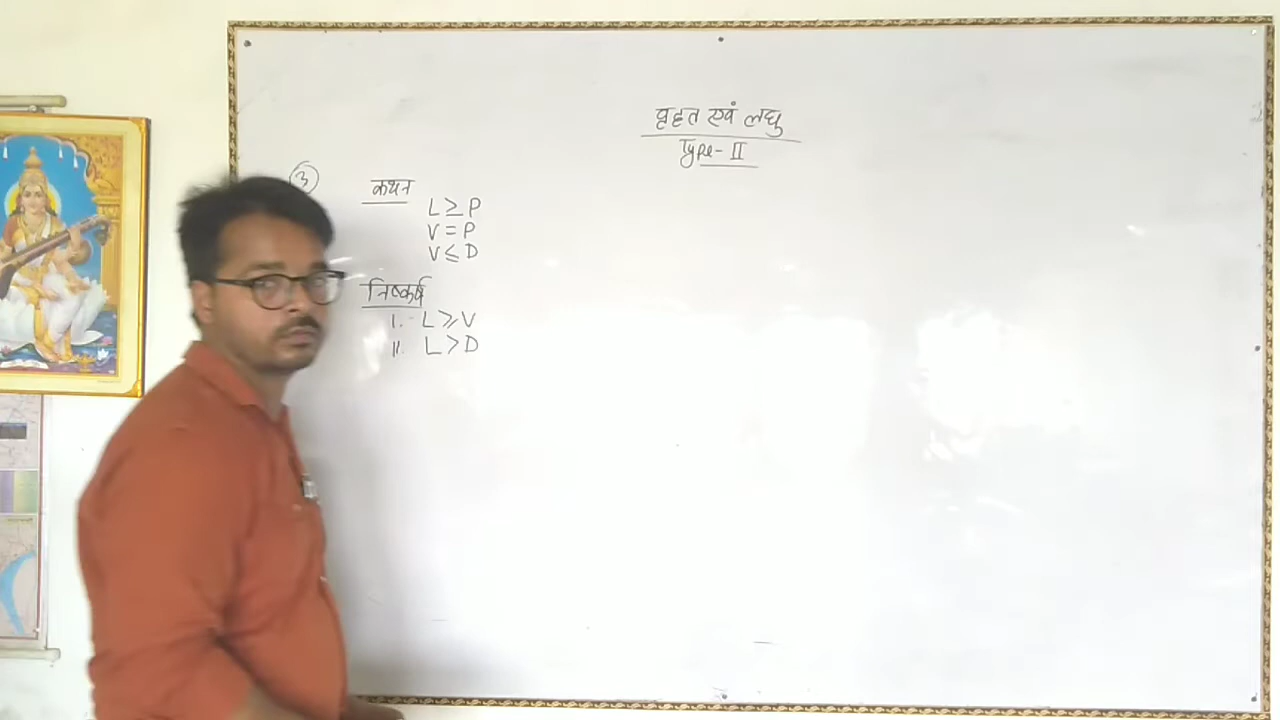 वृहत एवं लघु
Type- II
3
कथन
L ≥ P
V = P
V ≤ D
निष्कर्ष
I. L ≥ V
II. L > D